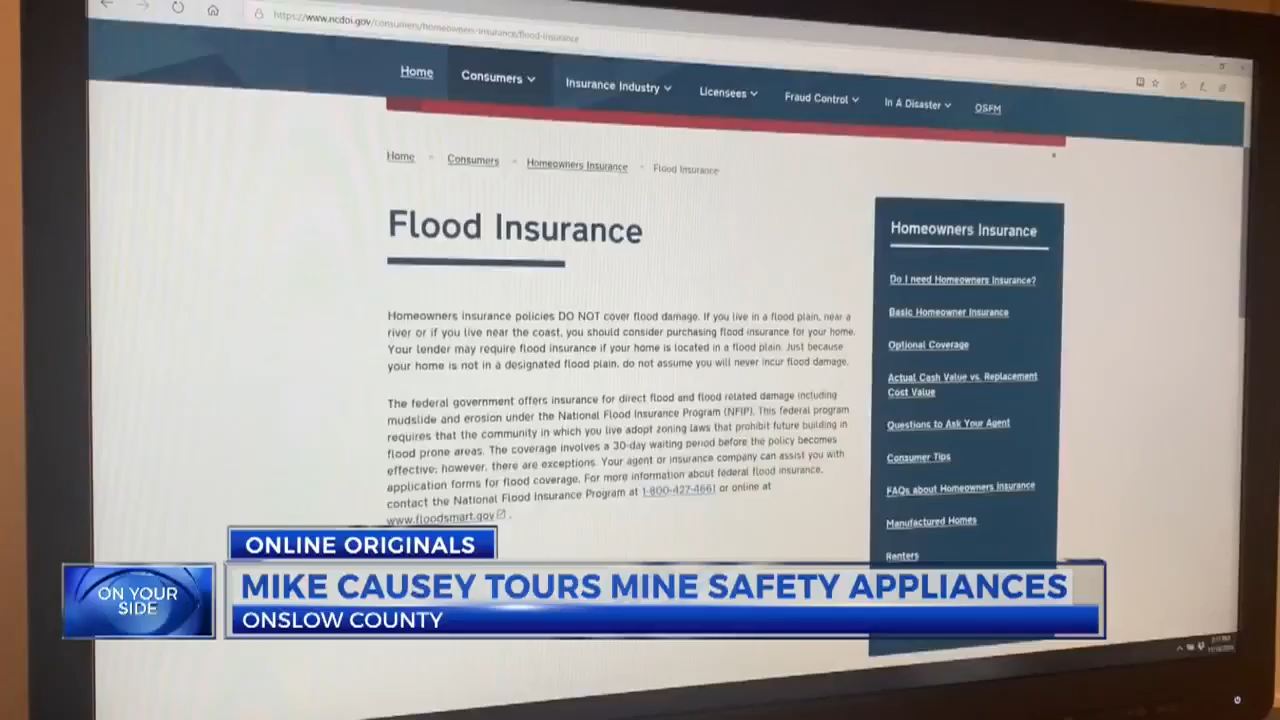 https://www.ncdoi.gov/consumers/homeowners-insurance/flood-insurance
Home
Consumers
Insurance Industry
Licensees
Fraud Control
In A Disaster
OSFM
Home - Consumers - Homeowners Insurance - Flood Insurance
Flood Insurance
Homeowners insurance policies DO NOT cover flood damage. If you live in a flood plain, near a
river or if you live near the coast, you should consider purchasing flood insurance for your home.
Your lender may require flood insurance if your home is located in a flood plain. Just because
your home is not in a designated flood plain, do not assume you will never incur flood damage.
The federal government offers insurance for direct flood and flood related damage including
mudslide and erosion under the National Flood Insurance Program (NFIP). This federal program
requires that the community in which you live adopt zoning laws that prohibit future building in
flood prone areas. The coverage involves a 30-day waiting period before the policy becomes
effective; however, there are exceptions. Your agent or insurance company can assist you with
application forms for flood coverage. For more information about federal flood insurance,
contact the National Flood Insurance Program at 1-800-427-4661 or online at
www.floodsmart.gov .
Homeowners Insurance
Do I need Homeowners Insurance?
Basic Homeowner Insurance
Optional Coverage
Actual Cash Value vs. Replacement
Cost Value
Questions to Ask Your Agent
Consumer Tips
FAQs about Homeowners Insurance
Manufactured Homes
Renters
ONLINE ORIGINALS
ON YOUR
SIDE
MIKE CAUSEY TOURS MINE SAFETY APPLIANCES
ONSLOW COUNTY